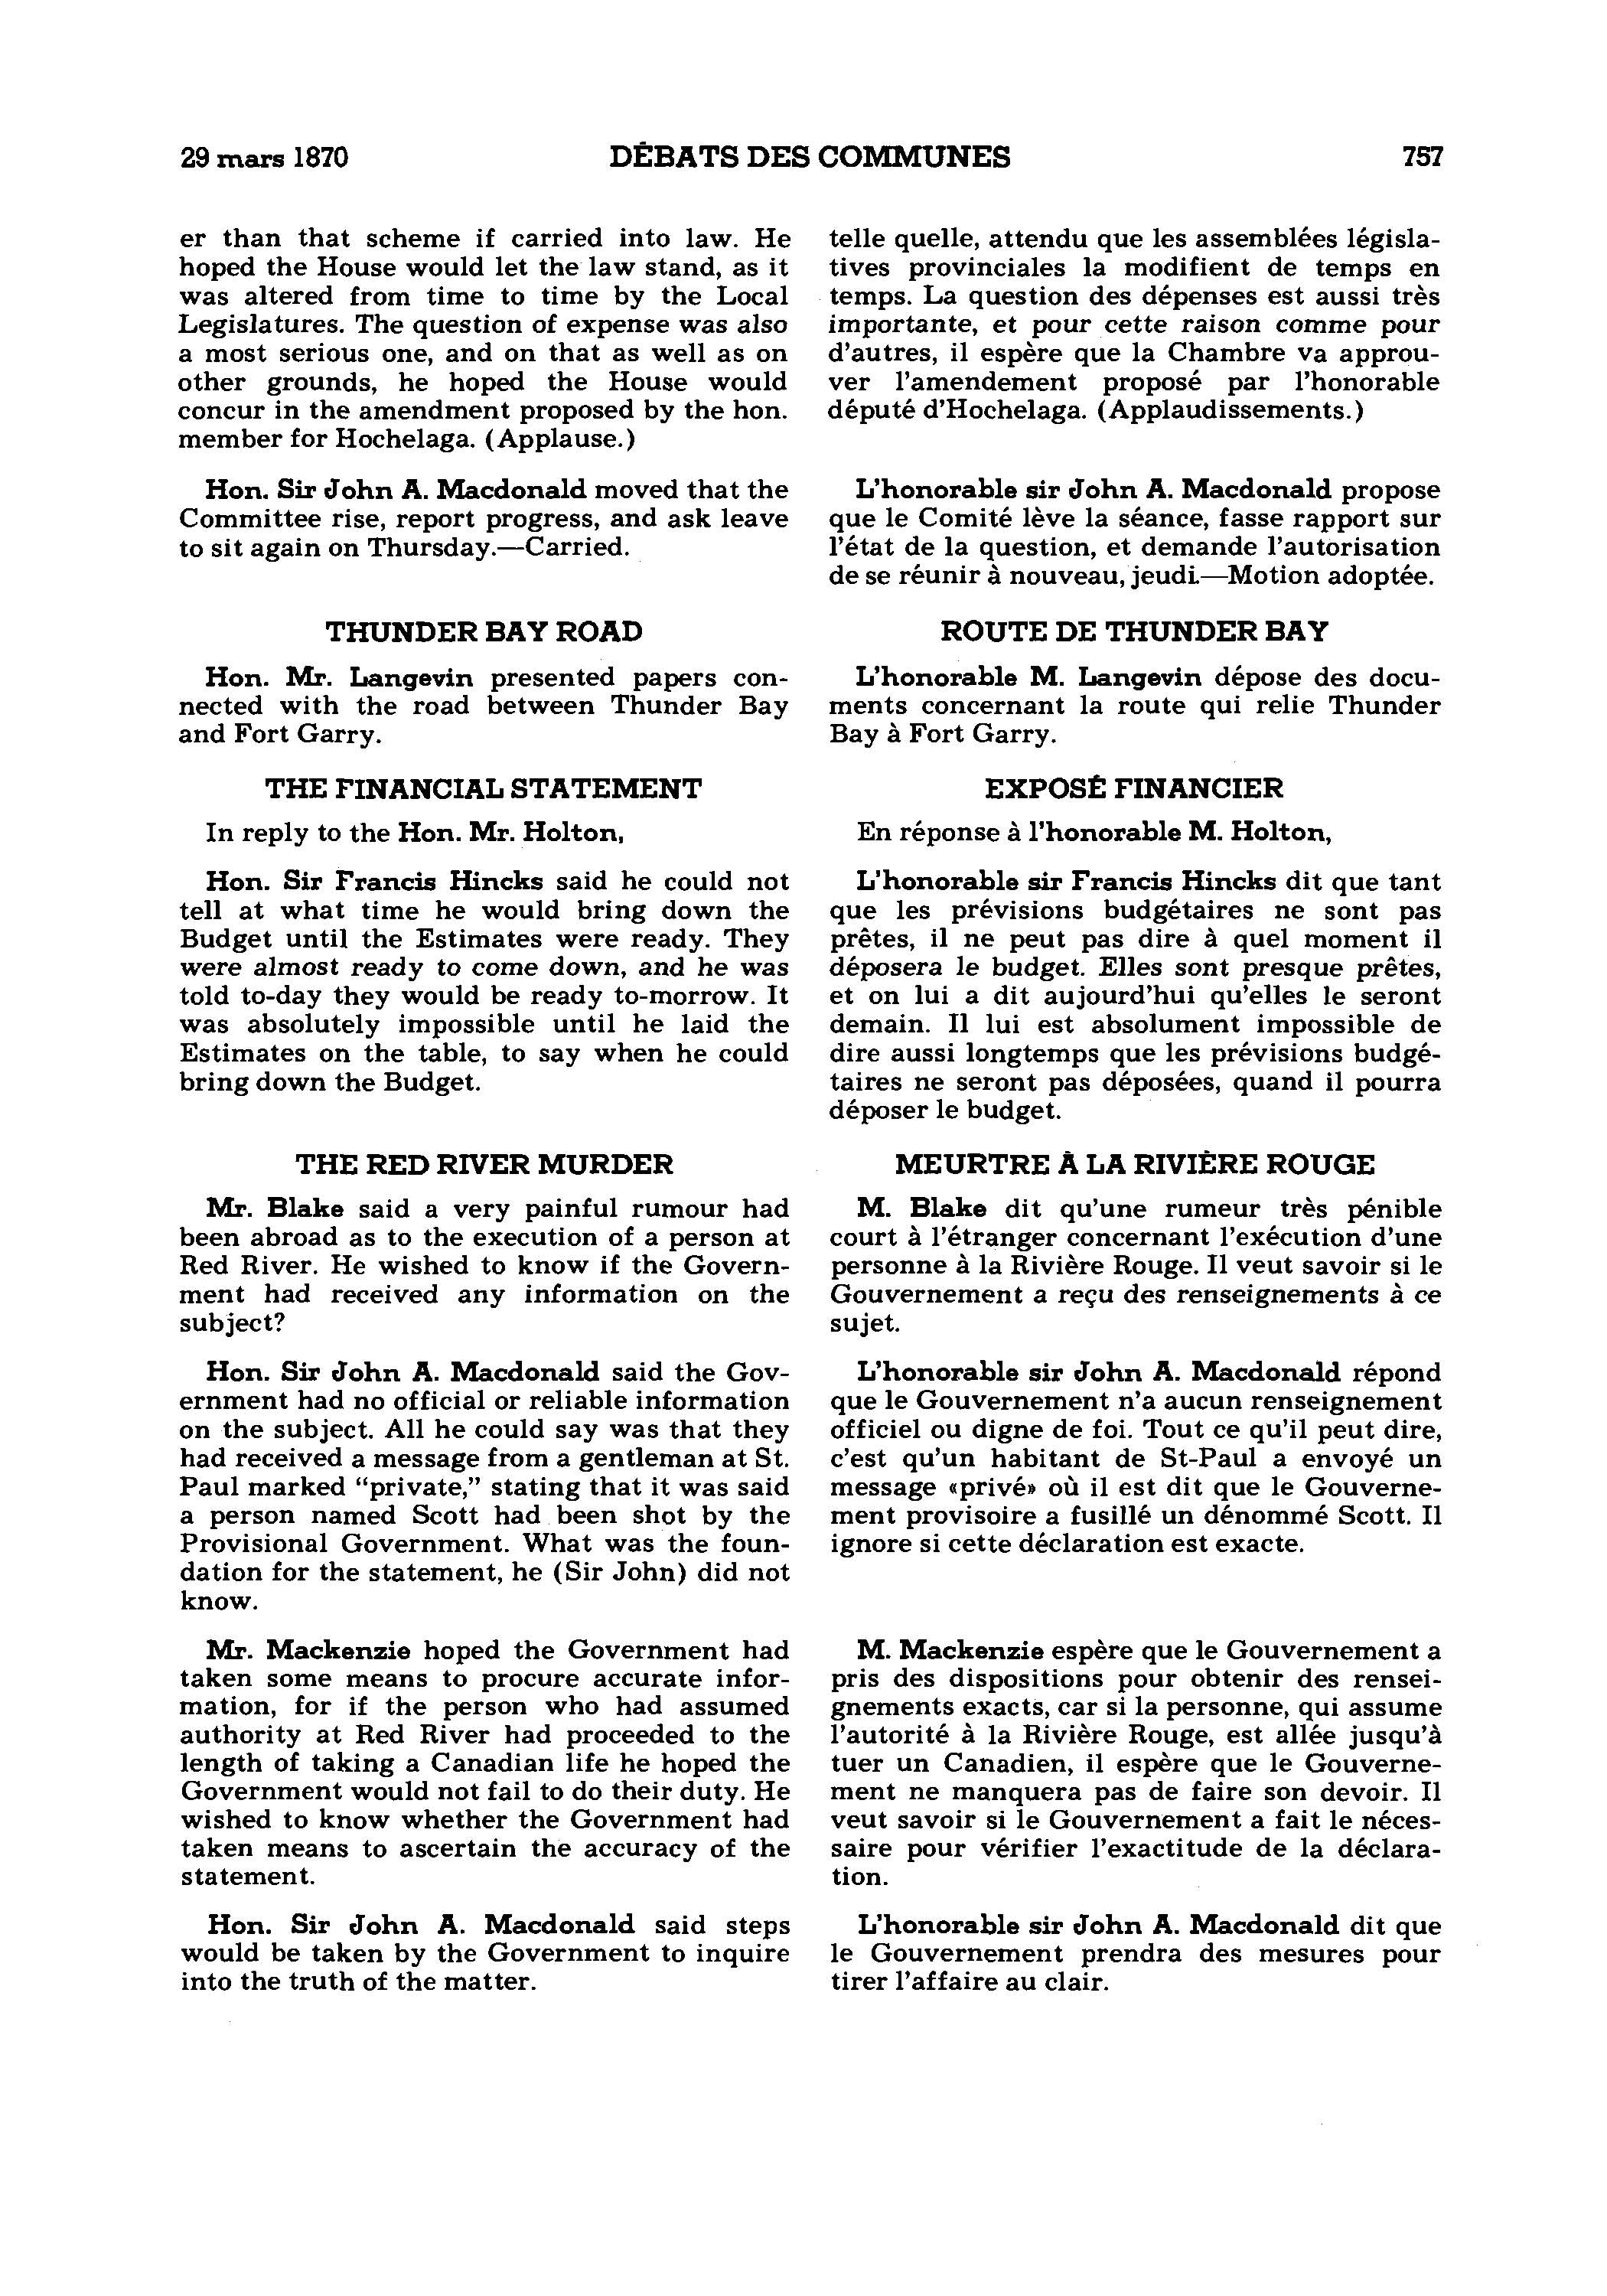 29 mars 1870
DÉBATS DES COMMUNES
757
er than that scheme if carried into law. He
hoped the House would let the law stand, as it
was altered from time to time by the Local
Legislatures. The question of expense was also
a most serious one, and on that as well as on
other grounds, he hoped the House would
concur in the amendment proposed by the hon.
member for Hochelaga. (Applause.)
Hon. Sir John A. Macdonald moved that the
Committee rise, report progress, and ask leave
to sit again on Thursday.—Carried.
THUNDER BAY ROAD
Hon. Mr. Langevin presented papers con-
nected with the road between Thunder Bay
and Fort Garry.
THE FINANCIAL STATEMENT
In reply to the Hon. Mr. Holton,
Hon. Sir Francis Hincks said he could not
tell at what time he would bring down the
Budget until the Estimates were ready. They
were almost ready to come down, and he was
told to-day they would be ready to-morrow. It
was absolutely impossible until he laid the
Estimates on the table, to say when he could
bring down the Budget.
THE RED RIVER MURDER
Mr. Blake said a very painful rumour had
been abroad as to the execution of a person at
Red River. He wished to know if the Govern-
ment had received any information on the
subject?
Hon. Sir John A. Macdonald said the Gov-
ernment had no official or reliable information
on the subject. All he could say was that they
had received a message from a gentleman at St.
Paul marked “private,” stating that it was said
a person named Scott had been shot by the
Provisional Government. What was the foun-
dation for the statement, he (Sir John) did not
know.
Mr. Mackenzie hoped the Government had
taken some means to procure accurate infor-
mation, for if the person who had assumed
authority at Red River had proceeded to the
length of taking a Canadian life he hoped the
Government would not fail to do their duty. He
wished to know whether the Government had
taken means to ascertain the accuracy of the
statement.
Hon. Sir John A. Macdonald said steps
would be taken by the Government to inquire
into the truth of the matter.
telle quelle, attendu que les assemblées législa-
tives provinciales la modifient de temps en
temps. La question des dépenses est aussi très
importante, et pour cette raison comme pour
d'autres, il espère que la Chambre va approu-
ver l'amendement proposé par l'honorable
député d'Hochelaga. (Applaudissements.)
L'honorable sir John A. Macdonald propose
que le Comité lève la séance, fasse rapport sur
l'état de la question, et demande l'autorisation
de se réunir à nouveau, jeudi.—Motion adoptée.
ROUTE DE THUNDER BAY
L'honorable M. Langevin dépose des docu-
ments concernant la route qui relie Thunder
Bay à Fort Garry.
EXPOSÉ FINANCIER
En réponse à l'honorable M. Holton,
L'honorable sir Francis Hincks dit que tant
que les prévisions budgétaires ne sont pas
prêtes, il ne peut pas dire à quel moment il
déposera le budget. Elles sont presque prêtes,
et on lui a dit aujourd'hui qu'elles le seront
demain. Il lui est absolument impossible de
dire aussi longtemps que les prévisions budgé-
taires ne seront pas déposées, quand il pourra
déposer le budget.
MEURTRE À LA RIVIÈRE ROUGE
M. Blake dit qu'une rumeur très pénible
court à l'étranger concernant l'exécution d'une
personne à la Rivière Rouge. Il veut savoir si le
Gouvernement a reçu des renseignements à ce
sujet.
L'honorable sir John A. Macdonald répond
que le Gouvernement n'a aucun renseignement
officiel ou digne de foi. Tout ce qu'il peut dire,
c'est qu'un habitant de St-Paul a envoyé un
message «privé» où il est dit que le Gouverne-
ment provisoire a fusillé un dénommé Scott. Il
ignore si cette déclaration est exacte.
M. Mackenzie espère que le Gouvernement a
pris des dispositions pour obtenir des rensei-
gnements exacts, car si la personne, qui assume
l'autorité à la Rivière Rouge, est allée jusqu'à
tuer un Canadien, il espère que le Gouverne-
ment ne manquera pas de faire son devoir. Il
veut savoir si le Gouvernement a fait le néces-
saire pour vérifier l'exactitude de la déclara-
tion.
L'honorable sir John A. Macdonald dit que
le Gouvernement prendra des mesures pour
tirer l'affaire au clair.